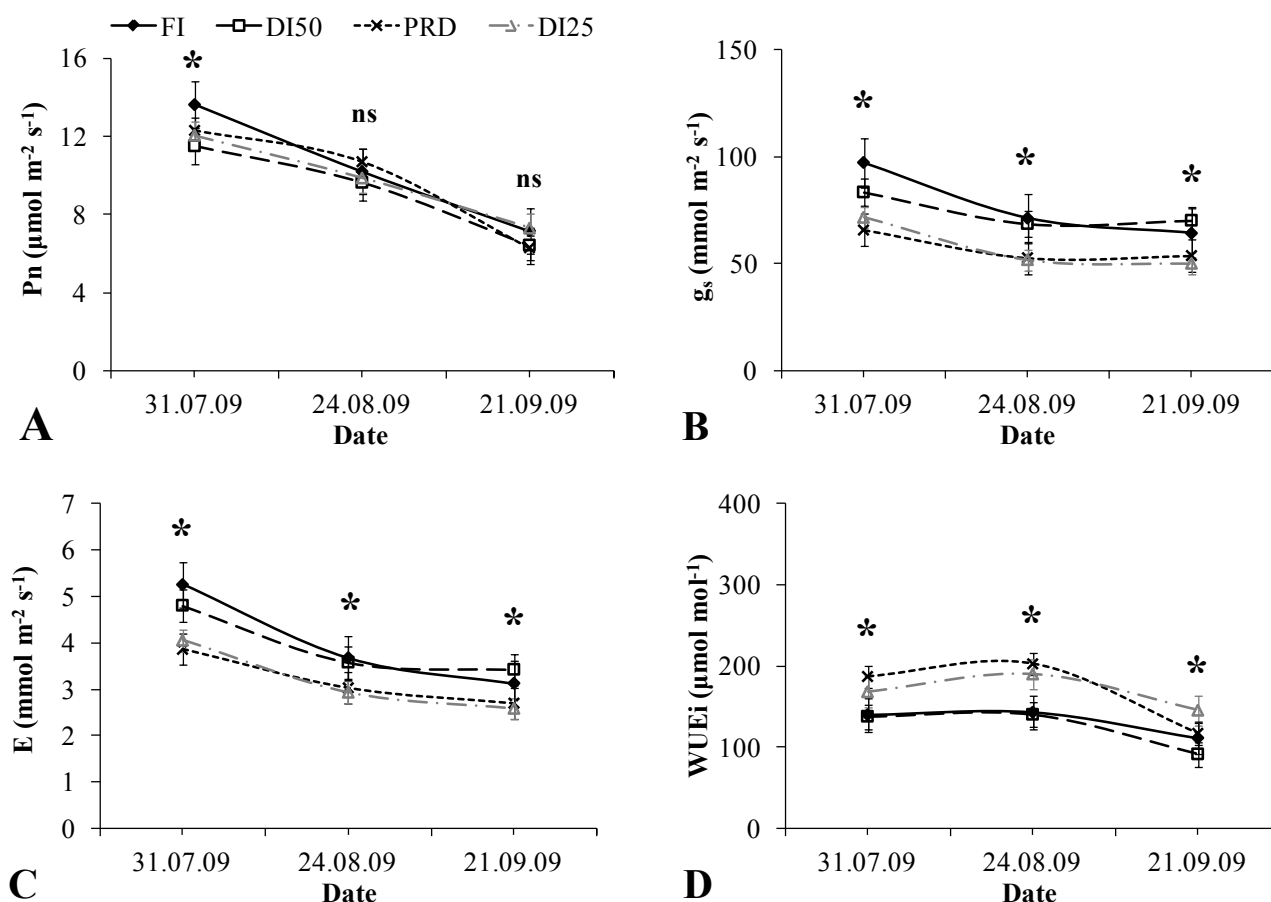 FI DI50 PRD DI25
16
12
8
4
0
Pn (µmol m⁻² s⁻¹)
*
ns
ns
31.07.09 24.08.09 21.09.09
Date
A
150
100
50
0
gₛ (mmol m⁻² s⁻¹)
* * *
31.07.09 24.08.09 21.09.09
Date
B
7
6
5
4
3
2
1
0
E (mmol m⁻² s⁻¹)
* * *
31.07.09 24.08.09 21.09.09
Date
C
400
300
200
100
0
WUEi (µmol mol⁻¹)
* * *
31.07.09 24.08.09 21.09.09
Date
D